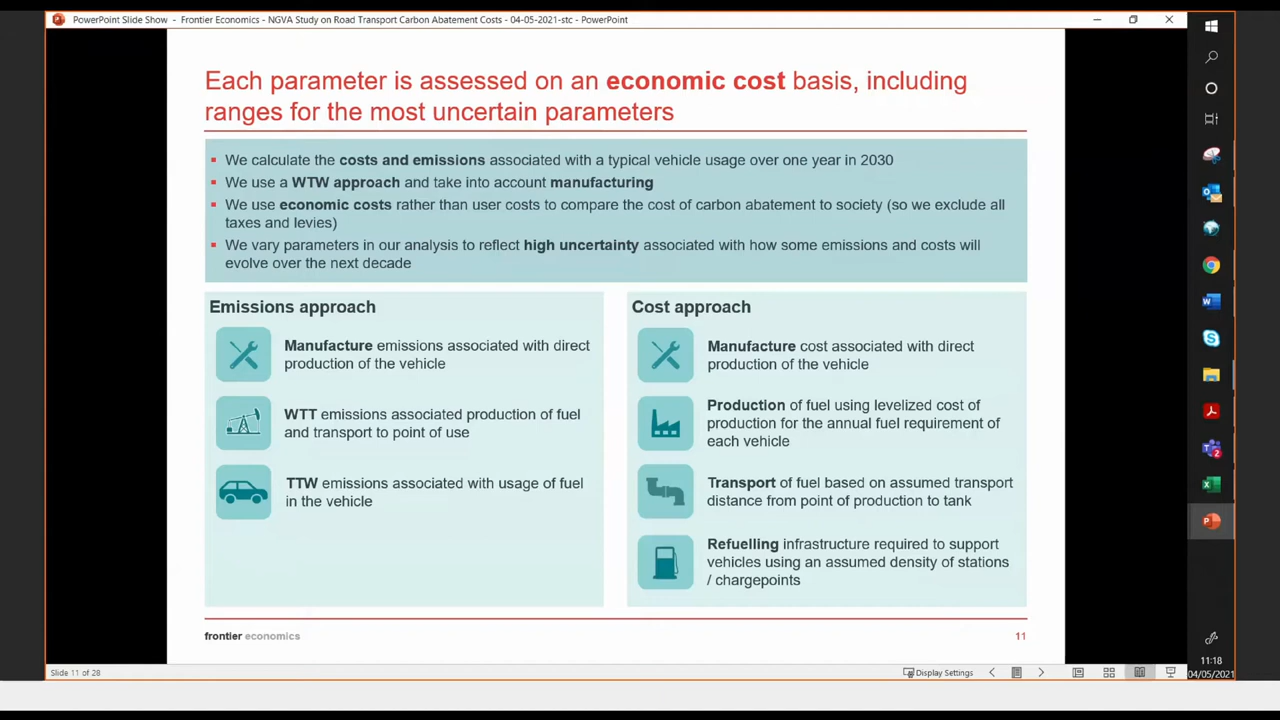 PowerPoint Slide Show - Frontier Economics - NGVA Study on Road Transport Carbon Abatement Costs - 04-05-2021-stc - PowerPoint
Each parameter is assessed on an economic cost basis, including
ranges for the most uncertain parameters
We calculate the costs and emissions associated with a typical vehicle usage over one year in 2030
We use a WTW approach and take into account manufacturing
We use economic costs rather than user costs to compare the cost of carbon abatement to society (so we exclude all
taxes and levies)
We vary parameters in our analysis to reflect high uncertainty associated with how some emissions and costs will
evolve over the next decade
Emissions approach
Manufacture emissions associated with direct
production of the vehicle
WTT emissions associated production of fuel
and transport to point of use
TTW emissions associated with usage of fuel
in the vehicle
Cost approach
Manufacture cost associated with direct
production of the vehicle
Production of fuel using levelized cost of
production for the annual fuel requirement of
each vehicle
Transport of fuel based on assumed transport
distance from point of production to tank
Refuelling infrastructure required to support
vehicles using an assumed density of stations
/ chargepoints
frontier economics
11
Slide 11 of 28
Display Settings
11:18
04/05/2021